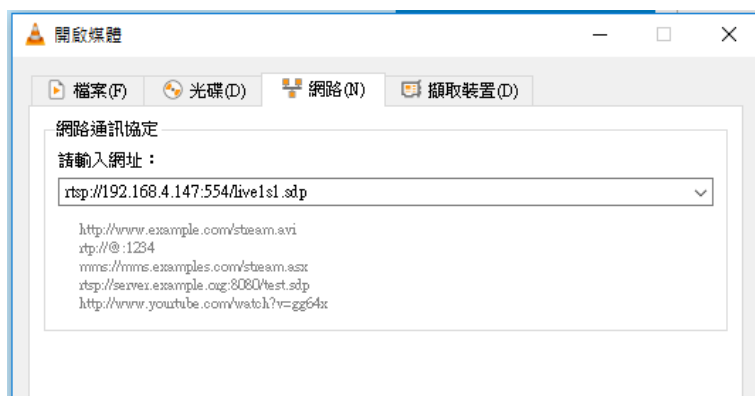 開啟媒體
檔案(F) 光碟(D) 網路(N) 擷取裝置(D)
網路通訊協定
請輸入網址：
rtsp://192.168.4.147:554/live1s1.sdp
http://www.example.com/stream.avi
rtp://@:1234
mms://mms.examples.com/stream.asx
rtsp://server.example.org:8080/test.sdp
http://www.yourtube.com/watch?v=gg64x